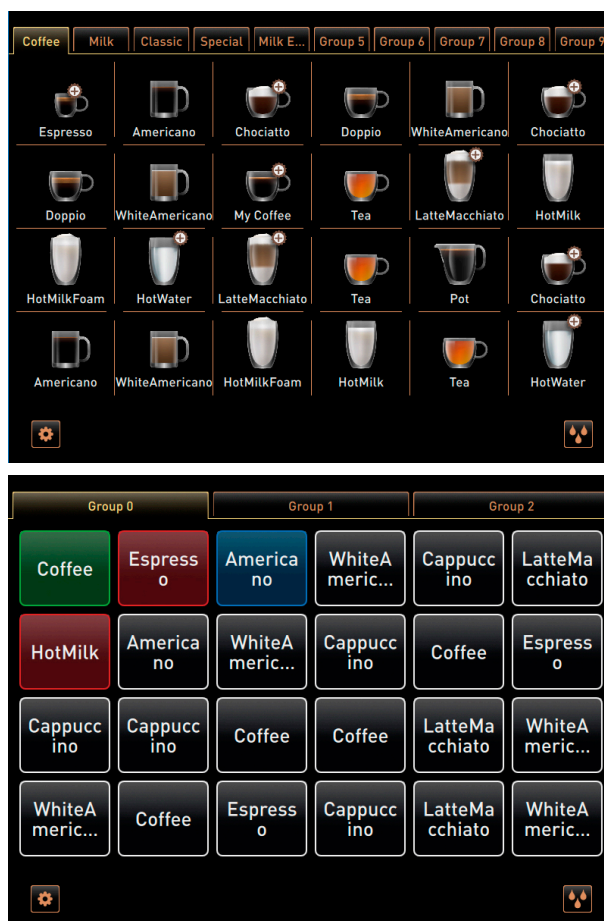 Coffee Milk Classic Special Milk E... Group 5 Group 6 Group 7 Group 8 Group 9
Espresso Americano Chociatto Doppio WhiteAmericano Chociatto
Doppio WhiteAmericano My Coffee Tea LatteMacchiato HotMilk
HotMilkFoam HotWater LatteMacchiato Tea Pot Chociatto
Americano WhiteAmericano HotMilkFoam HotMilk Tea HotWater
Group 0 Group 1 Group 2
Coffee Espress America WhiteA Cappucc LatteMa
o no meric... ino cchiato
HotMilk America WhiteA Cappucc Coffee Espress
no meric... ino o
Cappucc Cappucc Coffee Coffee LatteMa WhiteA
ino ino cchiato meric...
WhiteA Coffee Espress Cappucc LatteMa WhiteA
meric... o ino cchiato meric...